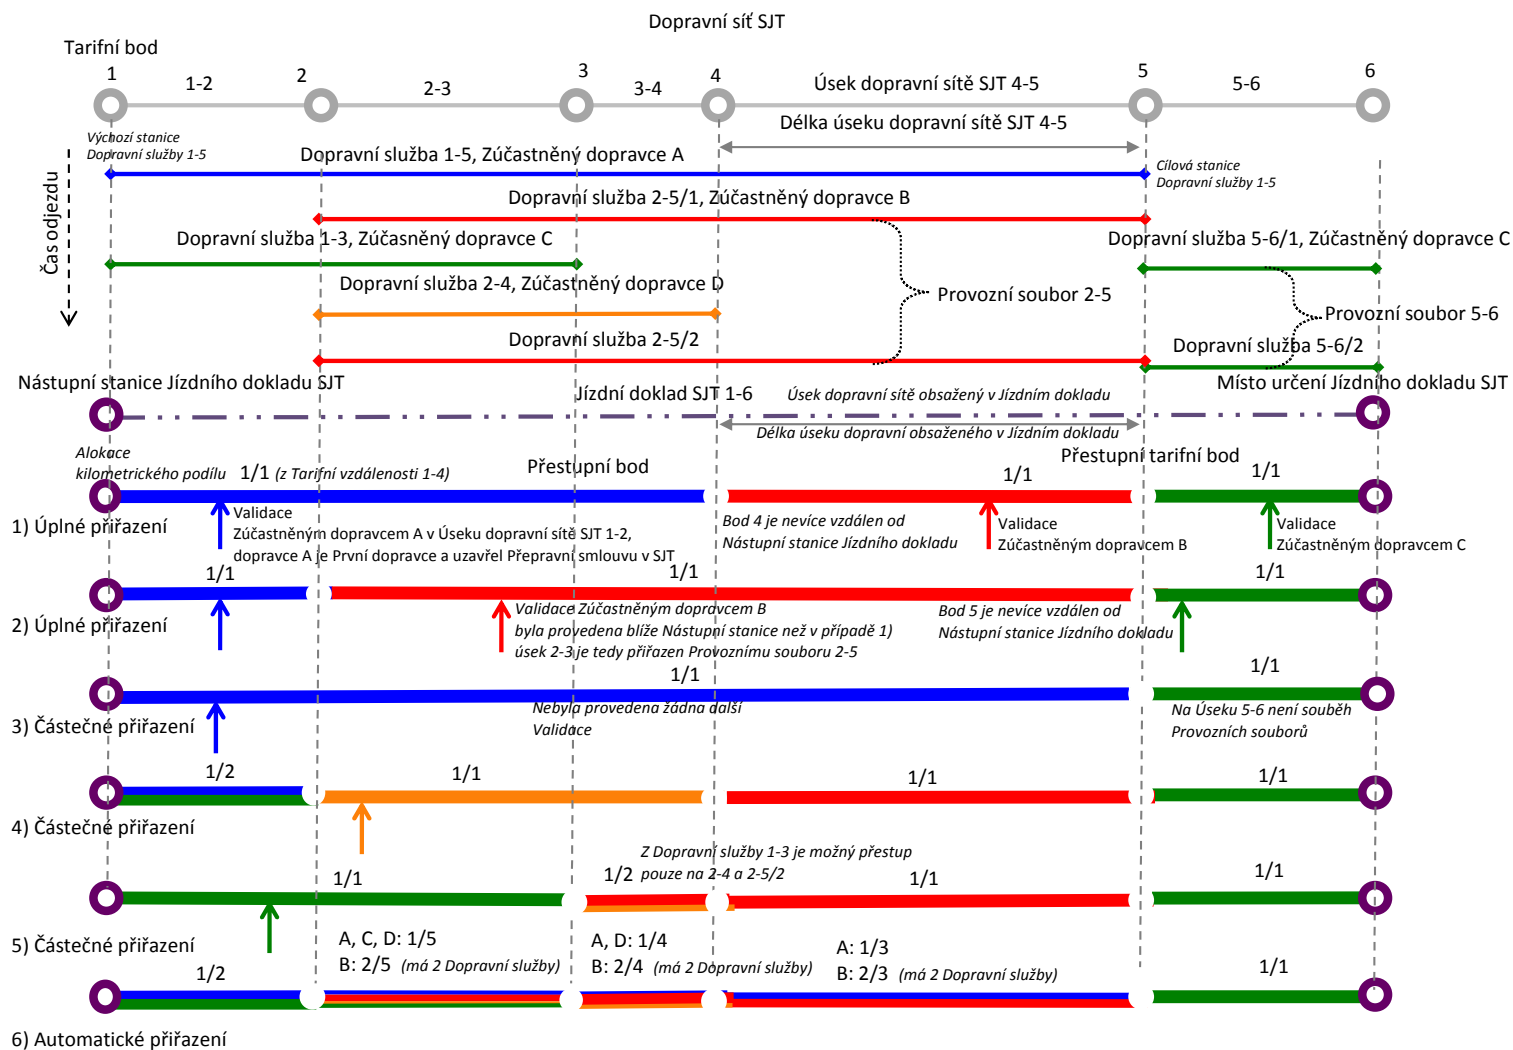 Dopravní síť SJT
Tarifní bod
1
1-2
2
2-3
3
3-4
4
Úsek dopravní sítě SJT 4-5
5
5-6
6
Délka úseku dopravní sítě SJT 4-5
Výchozí stanice
Dopravní služby 1-5
Dopravní služba 1-5, Zúčastněný dopravce A
Cílová stanice
Dopravní služby 1-5
Čas odjezdu
Dopravní služba 2-5/1, Zúčastněný dopravce B
Dopravní služba 1-3, Zúčasněný dopravce C
Dopravní služba 5-6/1, Zúčastněný dopravce C
Dopravní služba 2-4, Zúčastněný dopravce D
Provozní soubor 2-5
Provozní soubor 5-6
Dopravní služba 2-5/2
Dopravní služba 5-6/2
Nástupní stanice Jízdního dokladu SJT
Jízdní doklad SJT 1-6
Úsek dopravní sítě obsažený v Jízdním dokladu
Místo určení Jízdního dokladu SJT
Délka úseku dopravní obsaženého v Jízdním dokladu
Alokace
kilometrického podílu
1/1 (z Tarifní vzdálenosti 1-4)
Přestupní bod
1/1
Přestupní tarifní bod
1/1
1) Úplné přiřazení
Validace
Zúčastněným dopravcem A v Úseku dopravní sítě SJT 1-2,
dopravce A je První dopravce a uzavřel Přepravní smlouvu v SJT
Bod 4 je nevíce vzdálen od
Nástupní stanice Jízdního dokladu
Validace
Zúčastněným dopravcem B
Validace
Zúčastněným dopravcem C
1/1
1/1
1/1
2) Úplné přiřazení
Validace Zúčastněným dopravcem B
byla provedena blíže Nástupní stanice než v případě 1)
úsek 2-3 je tedy přiřazen Provoznímu souboru 2-5
Bod 5 je nevíce vzdálen od
Nástupní stanice Jízdního dokladu
1/1
1/1
3) Částečné přiřazení
Nebyla provedena žádná další
Validace
Na Úseku 5-6 není souběh
Provozních souborů
1/2
1/1
1/1
1/1
4) Částečné přiřazení
Z Dopravní služby 1-3 je možný přestup
pouze na 2-4 a 2-5/2
1/1
1/2
1/1
1/1
5) Částečné přiřazení
A, C, D: 1/5
B: 2/5 (má 2 Dopravní služby)
A, D: 1/4
B: 2/4 (má 2 Dopravní služby)
A: 1/3
B: 2/3 (má 2 Dopravní služby)
1/2
1/1
6) Automatické přiřazení